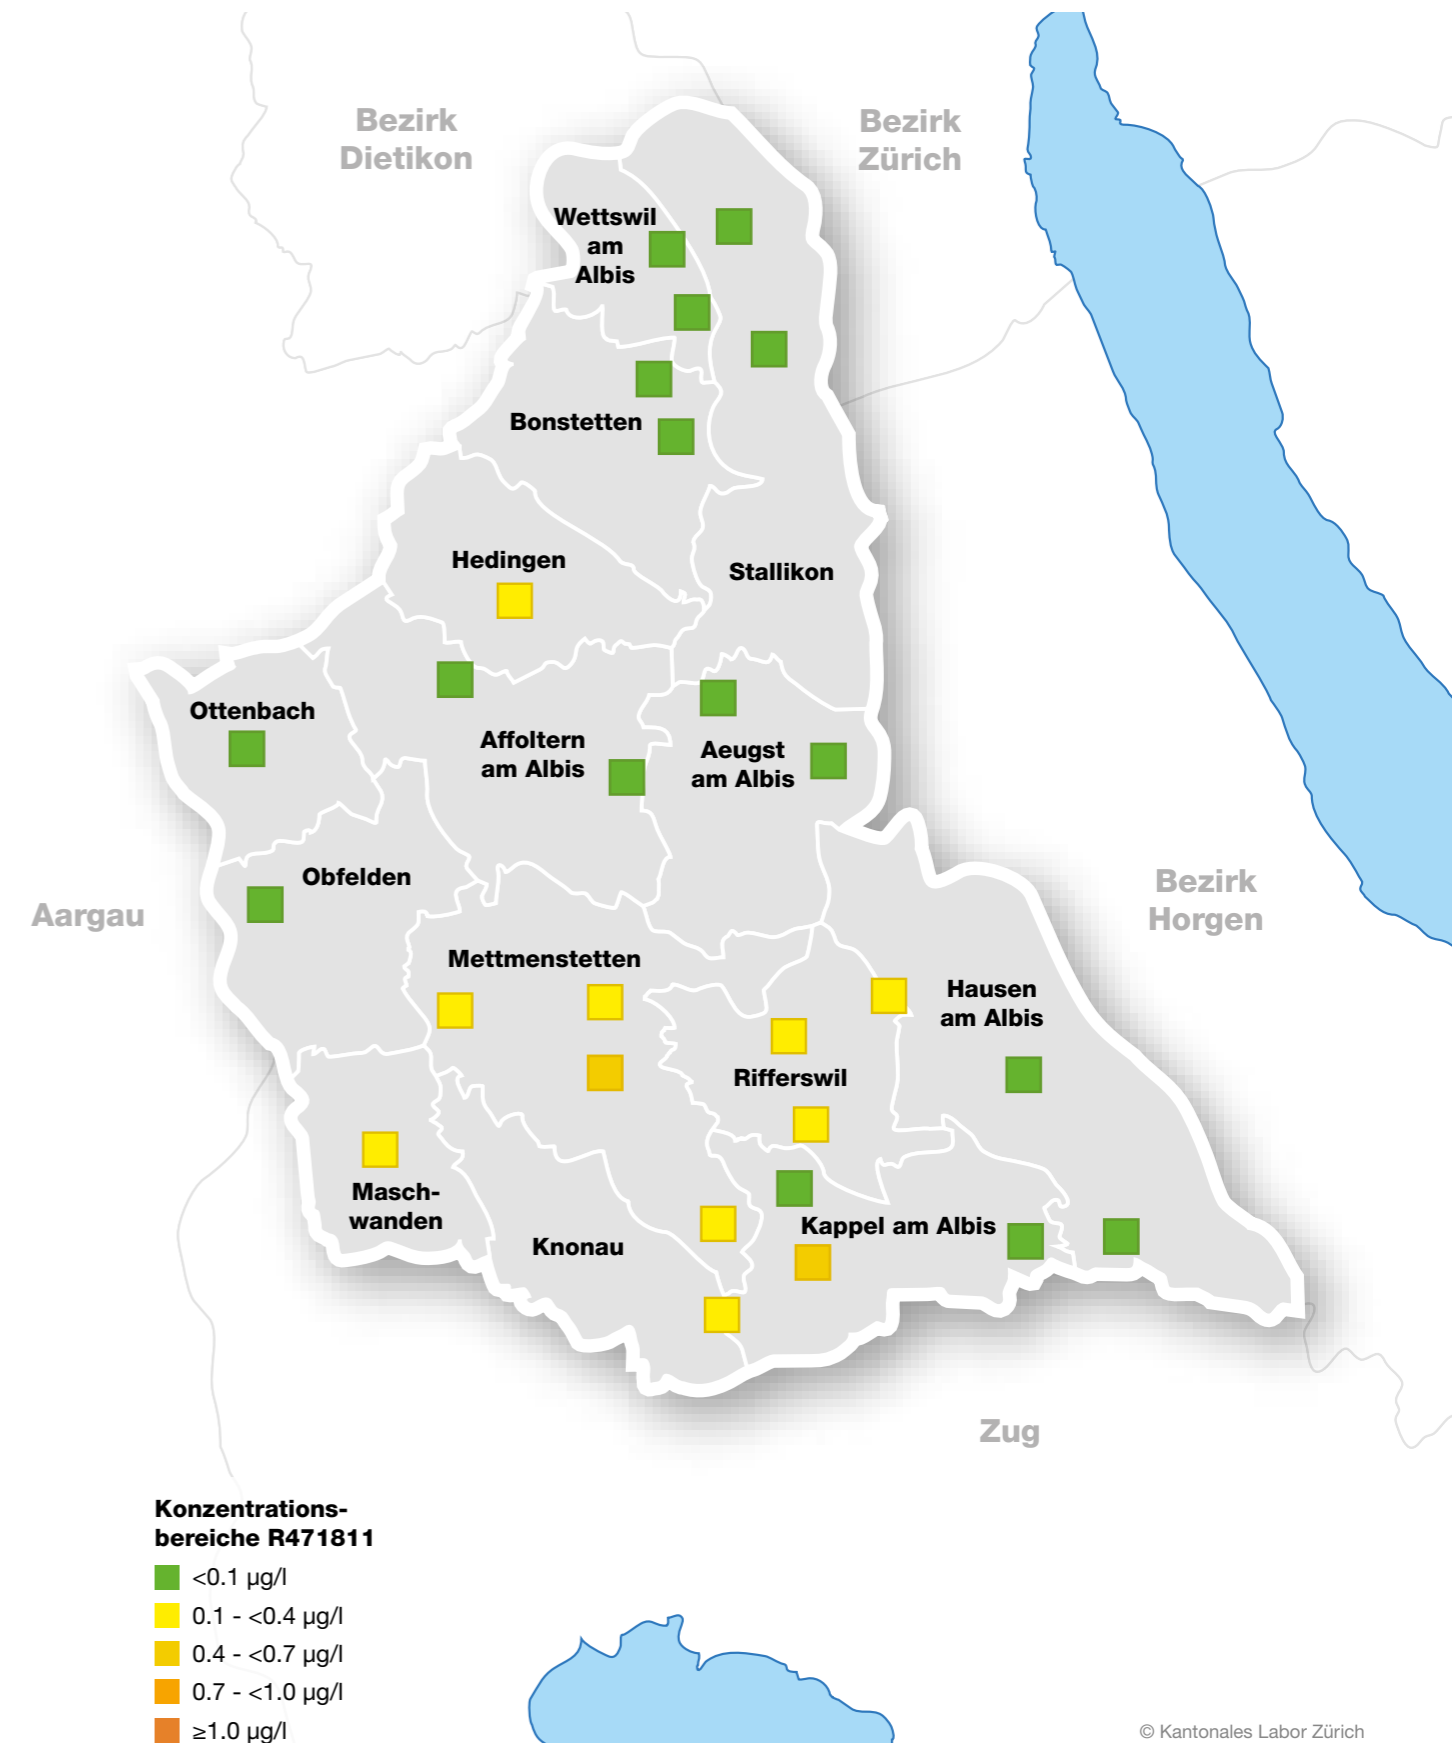 Bezirk
Dietikon
Bezirk
Zürich
Wettswil
am
Albis
Bonstetten
Hedingen
Stallikon
Ottenbach
Affoltern
am Albis
Aeugst
am Albis
Obfelden
Aargau
Bezirk
Horgen
Mettmenstetten
Hausen
am Albis
Rifferswil
Masch-
wanden
Knonau
Kappel am Albis
Zug
Konzentrations-
bereiche R471811
<0.1 µg/l
0.1 - <0.4 µg/l
0.4 - <0.7 µg/l
0.7 - <1.0 µg/l
≥1.0 µg/l
© Kantonales Labor Zürich